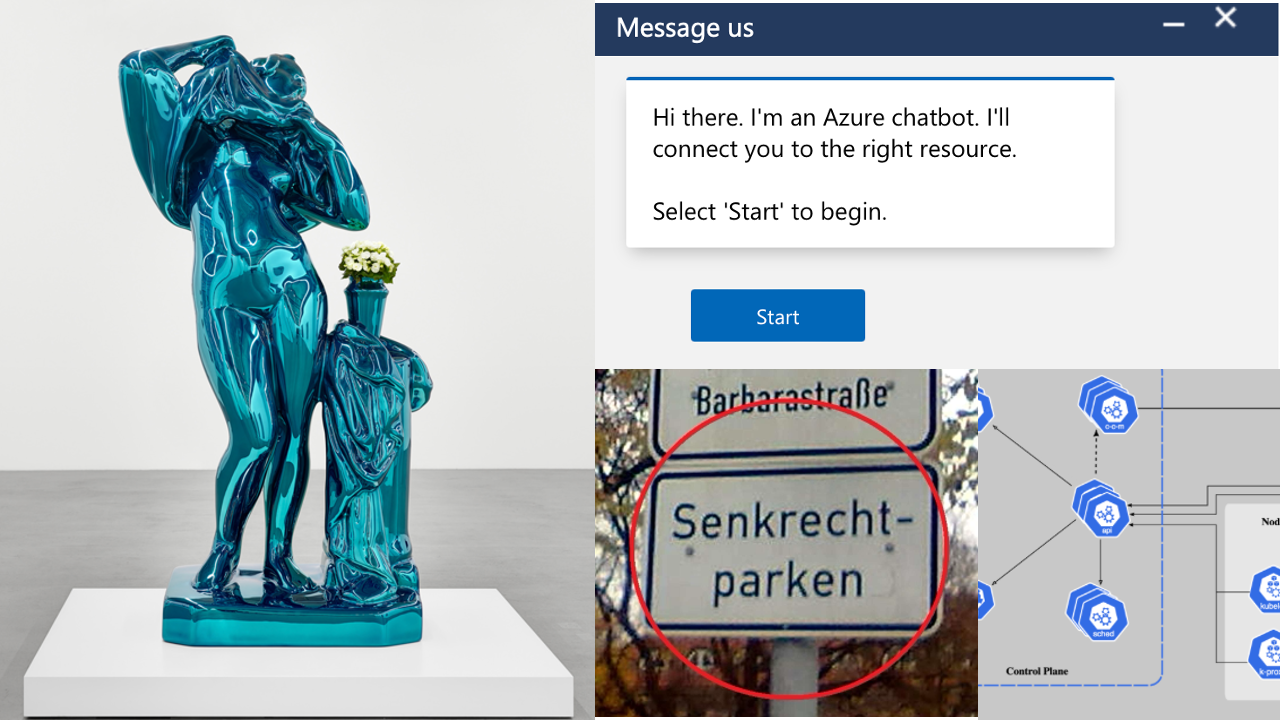 Message us
Hi there. I'm an Azure chatbot. I'll
connect you to the right resource.
Select 'Start' to begin.
Start
Barbarastraße
Senkrecht-
parken
c-c-m
api
sched
Control Plane
Nod
kubel
k-prox